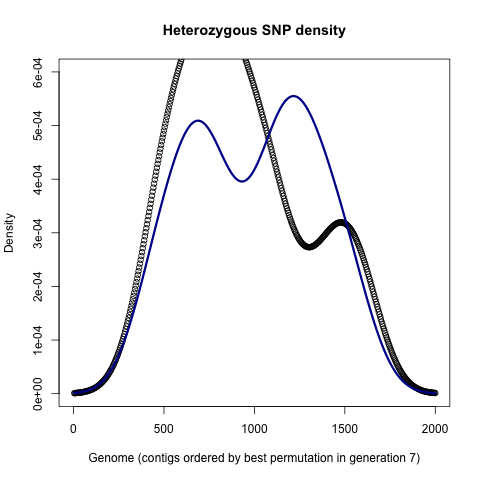 Heterozygous SNP density
6e-04
5e-04
4e-04
3e-04
2e-04
1e-04
0e+00
Density
0 500 1000 1500 2000
Genome (contigs ordered by best permutation in generation 7)